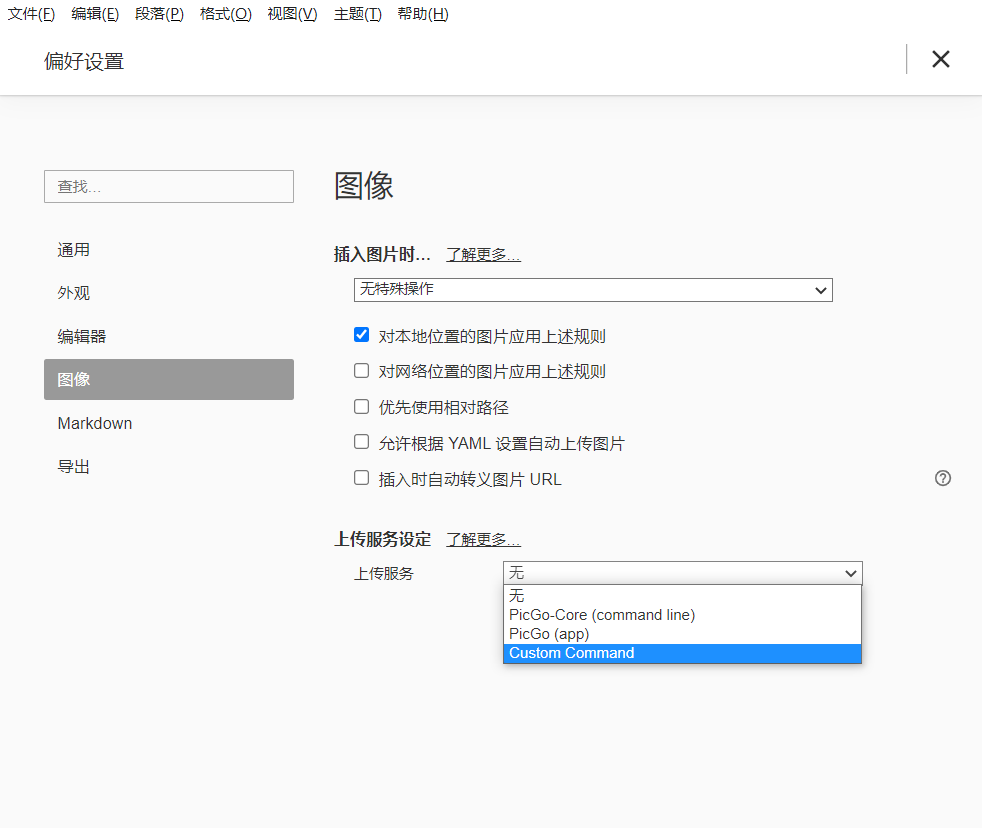 文件(F) 编辑(E) 段落(P) 格式(O) 视图(V) 主题(T) 帮助(H)
偏好设置
查找...
通用
外观
编辑器
图像
Markdown
导出
图像
插入图片时... 了解更多...
无特殊操作
对本地位置的图片应用上述规则
对网络位置的图片应用上述规则
优先使用相对路径
允许根据 YAML 设置自动上传图片
插入时自动转义图片 URL
上传服务设定 了解更多...
上传服务 无
无
PicGo-Core (command line)
PicGo (app)
Custom Command